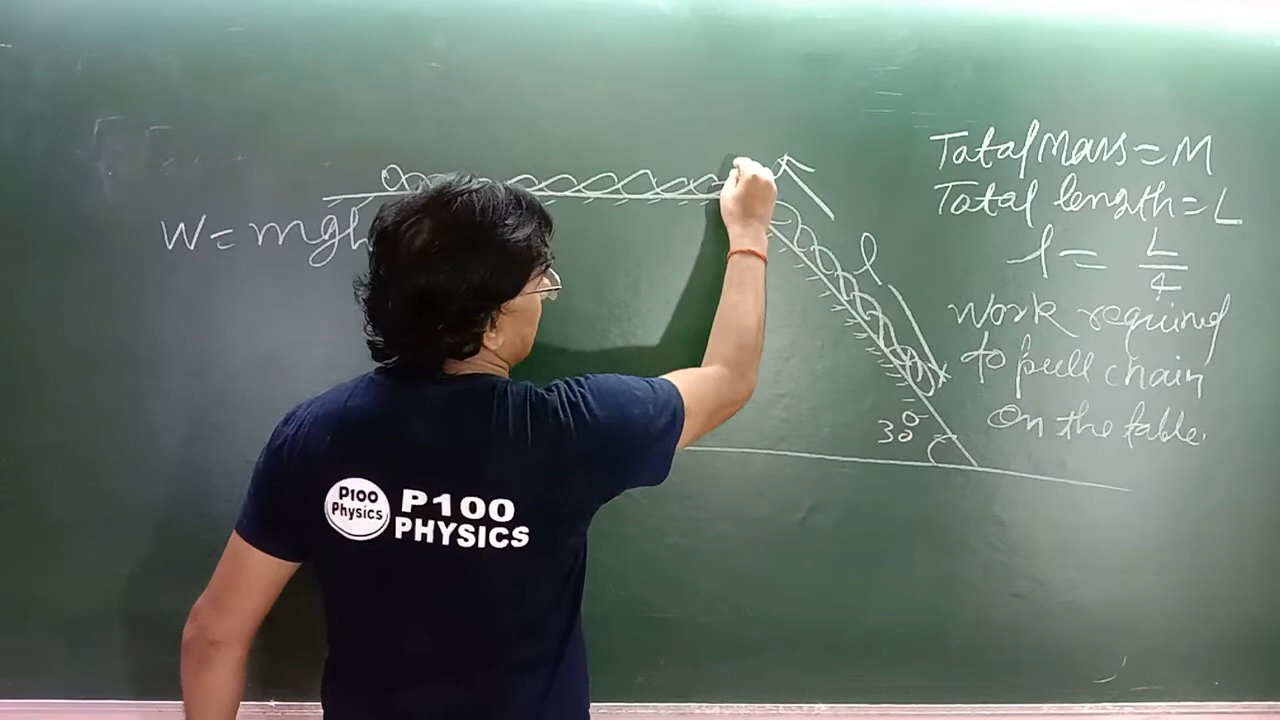 W = mgh
l
30°
Total Mass = M
Total length = L
l = L/4
Work required
to pull chain
on the table.
P100
Physics
P100
PHYSICS